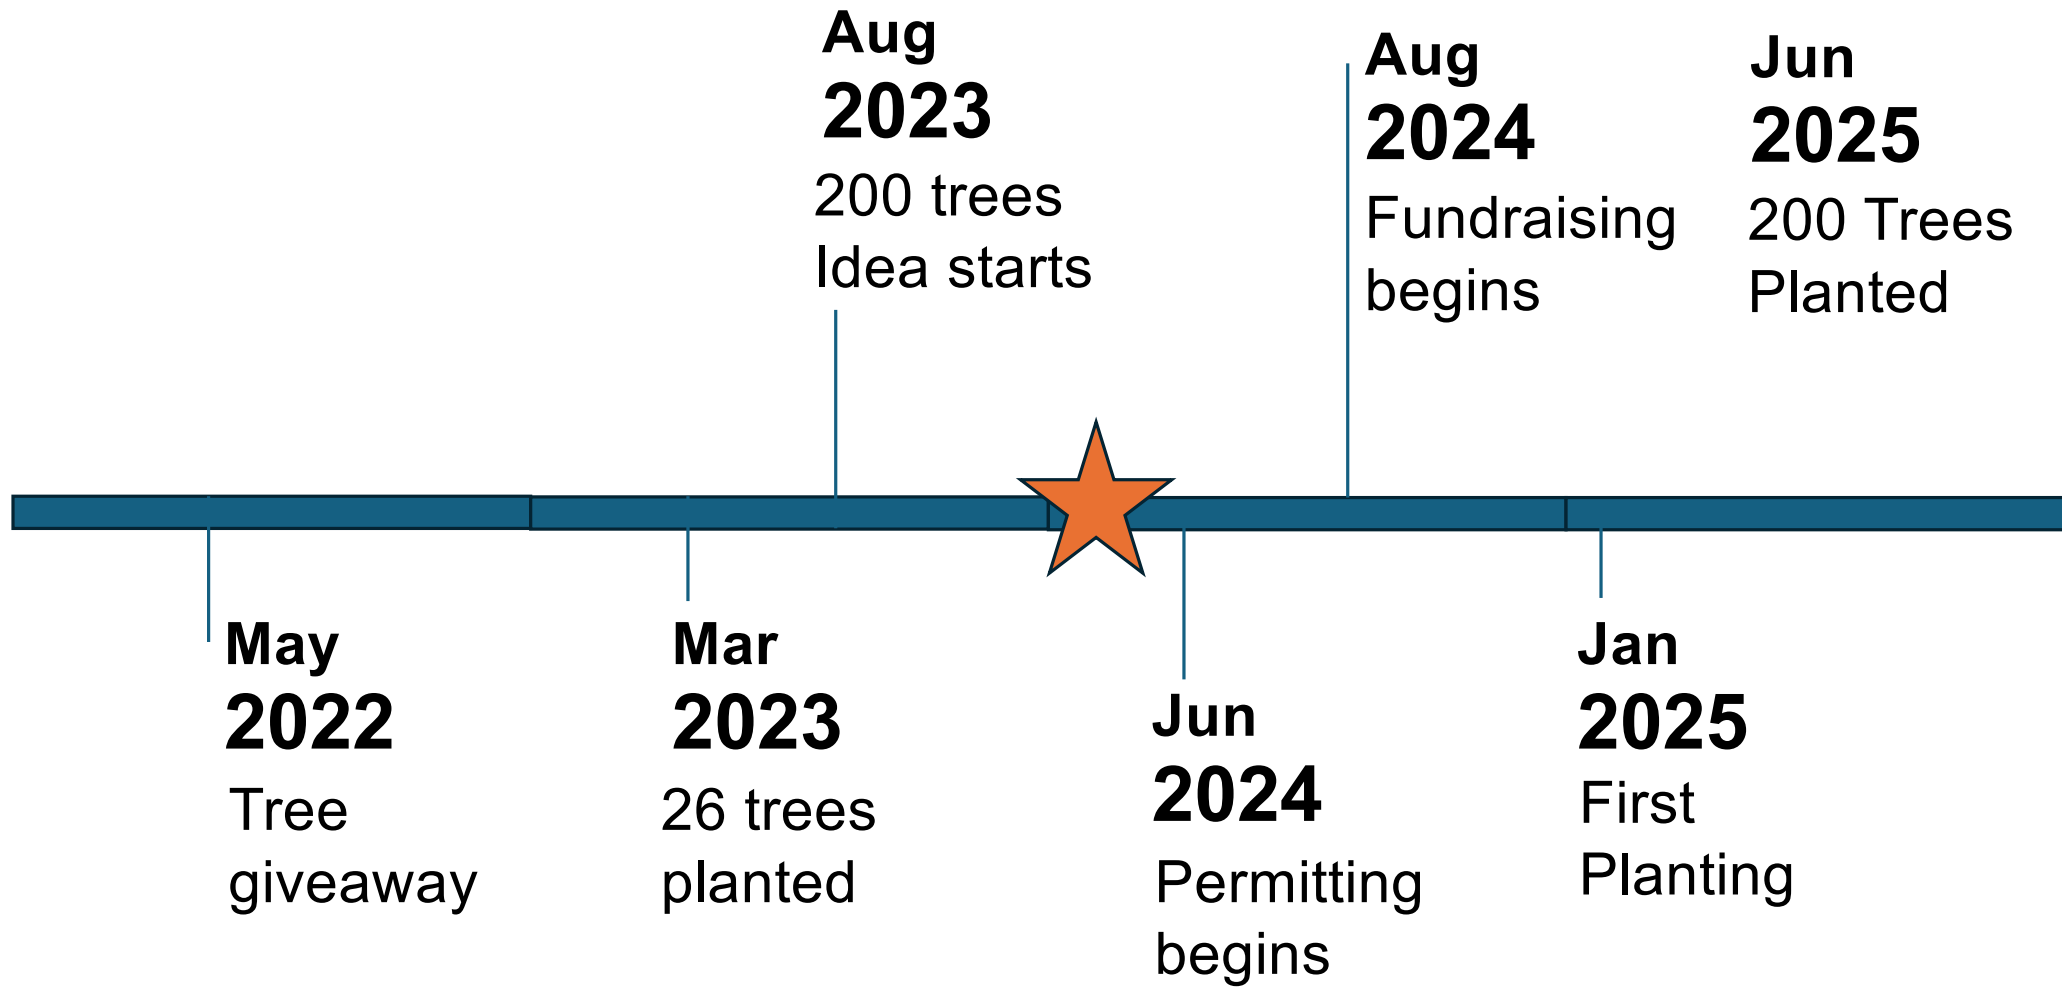 Aug
2023
200 trees
Idea starts
Aug
2024
Fundraising
begins
Jun
2025
200 Trees
Planted
May
2022
Tree
giveaway
Mar
2023
26 trees
planted
Jun
2024
Permitting
begins
Jan
2025
First
Planting